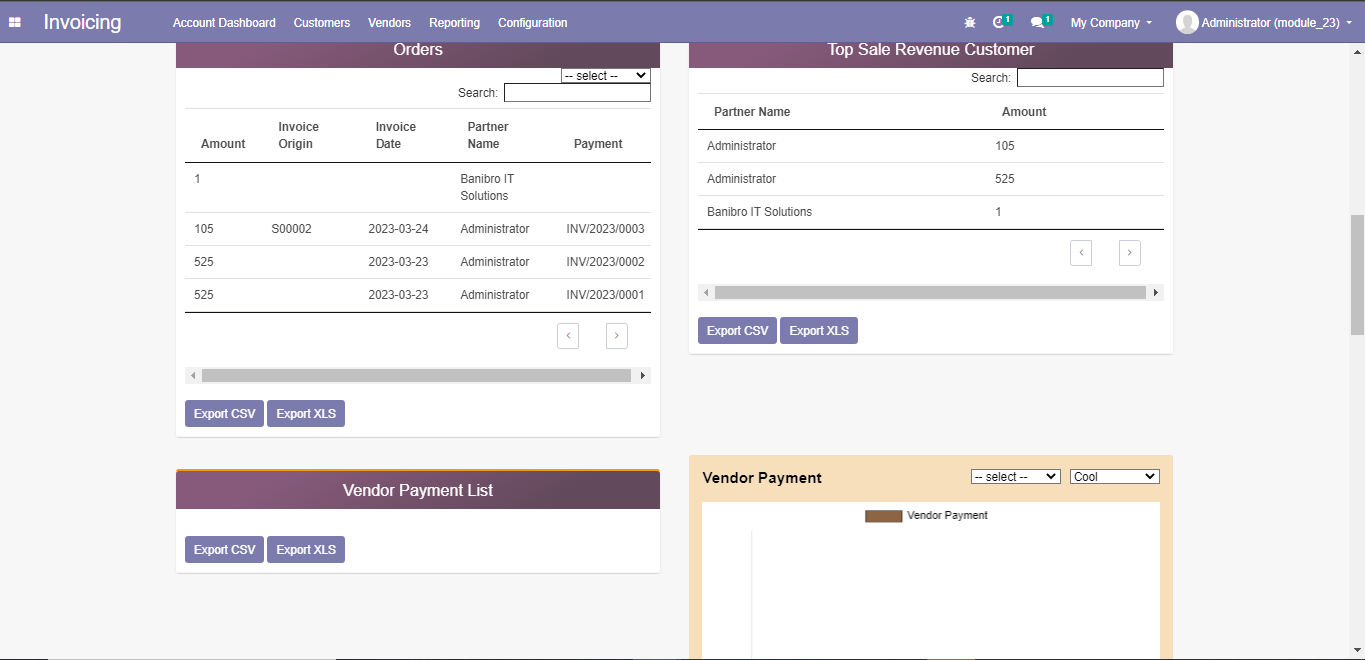 Invoicing Account Dashboard Customers Vendors Reporting Configuration 1 1 My Company Administrator (module_23)
Orders
-- select --
Search:
Amount Invoice Origin Invoice Date Partner Name Payment
1 Banibro IT Solutions
105 S00002 2023-03-24 Administrator INV/2023/0003
525 2023-03-23 Administrator INV/2023/0002
525 2023-03-23 Administrator INV/2023/0001
Export CSV Export XLS
Top Sale Revenue Customer
Search:
Partner Name Amount
Administrator 105
Administrator 525
Banibro IT Solutions 1
Export CSV Export XLS
Vendor Payment List
Export CSV Export XLS
Vendor Payment -- select -- Cool
Vendor Payment